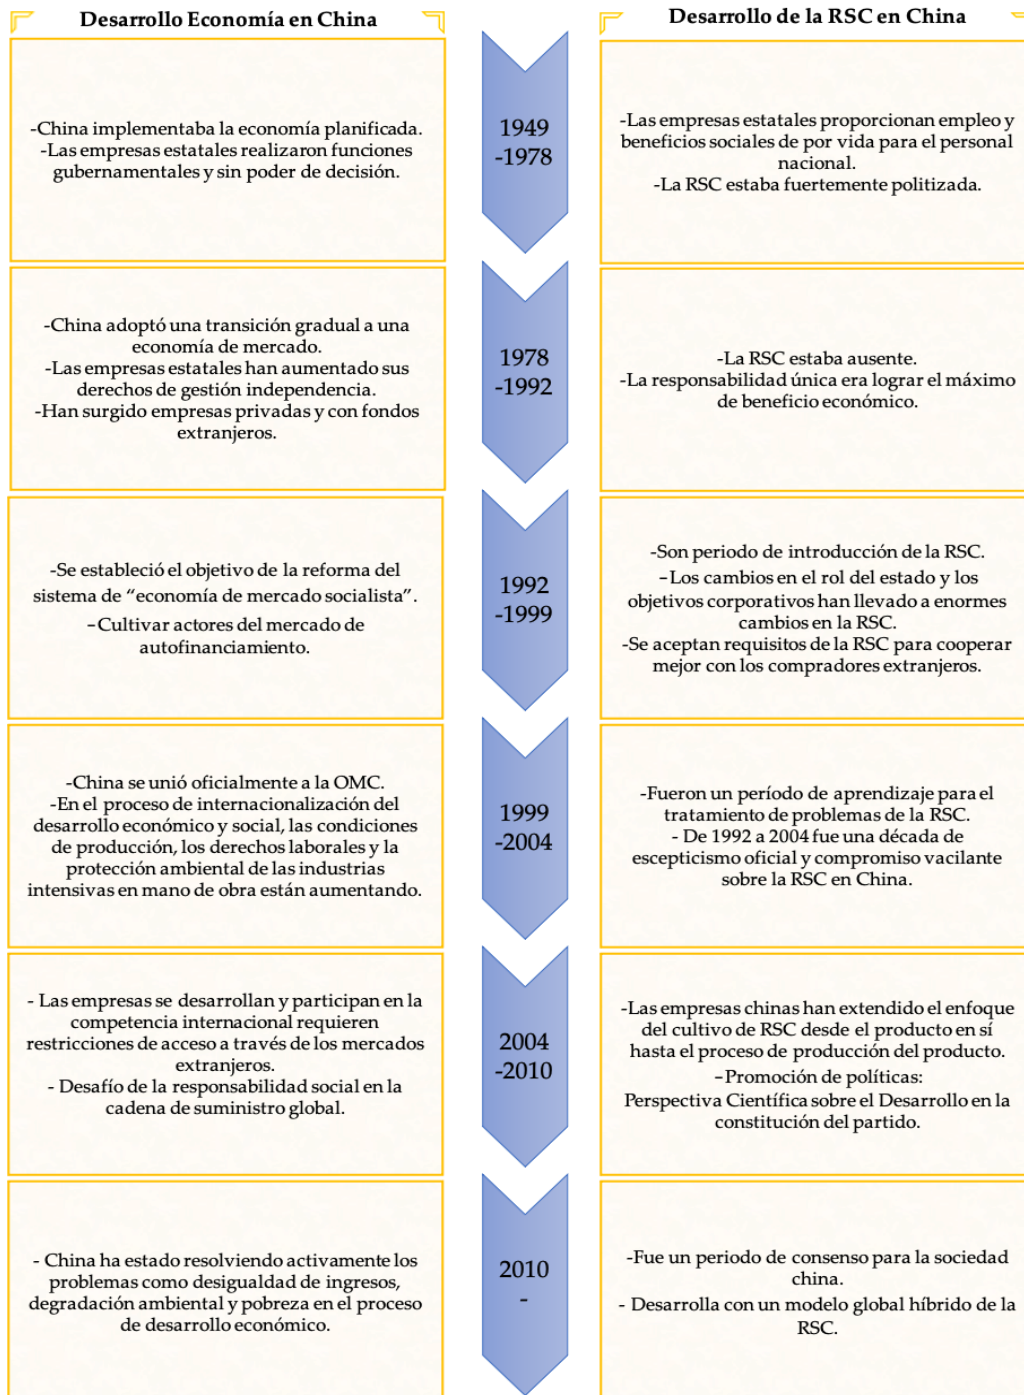 Desarrollo Economía en China
Desarrollo de la RSC en China
-China implementaba la economía planificada.
-Las empresas estatales realizaron funciones
gubernamentales y sin poder de decisión.
1949
-1978
-Las empresas estatales proporcionan empleo y
beneficios sociales de por vida para el personal
nacional.
-La RSC estaba fuertemente politizada.
-China adoptó una transición gradual a una
economía de mercado.
-Las empresas estatales han aumentado sus
derechos de gestión independencia.
-Han surgido empresas privadas y con fondos
extranjeros.
1978
-1992
-La RSC estaba ausente.
-La responsabilidad única era lograr el máximo
de beneficio económico.
-Se estableció el objetivo de la reforma del
sistema de “economía de mercado socialista”.
-Cultivar actores del mercado de
autofinanciamiento.
1992
-1999
-Son periodo de introducción de la RSC.
-Los cambios en el rol del estado y los
objetivos corporativos han llevado a enormes
cambios en la RSC.
-Se aceptan requisitos de la RSC para cooperar
mejor con los compradores extranjeros.
-China se unió oficialmente a la OMC.
-En el proceso de internacionalización del
desarrollo económico y social, las condiciones
de producción, los derechos laborales y la
protección ambiental de las industrias
intensivas en mano de obra están aumentando.
1999
-2004
-Fueron un período de aprendizaje para el
tratamiento de problemas de la RSC.
- De 1992 a 2004 fue una década de
escepticismo oficial y compromiso vacilante
sobre la RSC en China.
- Las empresas se desarrollan y participan en la
competencia internacional requieren
restricciones de acceso a través de los mercados
extranjeros.
- Desafío de la responsabilidad social en la
cadena de suministro global.
2004
-2010
-Las empresas chinas han extendido el enfoque
del cultivo de RSC desde el producto en sí
hasta el proceso de producción del producto.
-Promoción de políticas:
Perspectiva Científica sobre el Desarrollo en la
constitución del partido.
- China ha estado resolviendo activamente los
problemas como desigualdad de ingresos,
degradación ambiental y pobreza en el proceso
de desarrollo económico.
2010
-
-Fue un periodo de consenso para la sociedad
china.
- Desarrolla con un modelo global híbrido de la
RSC.